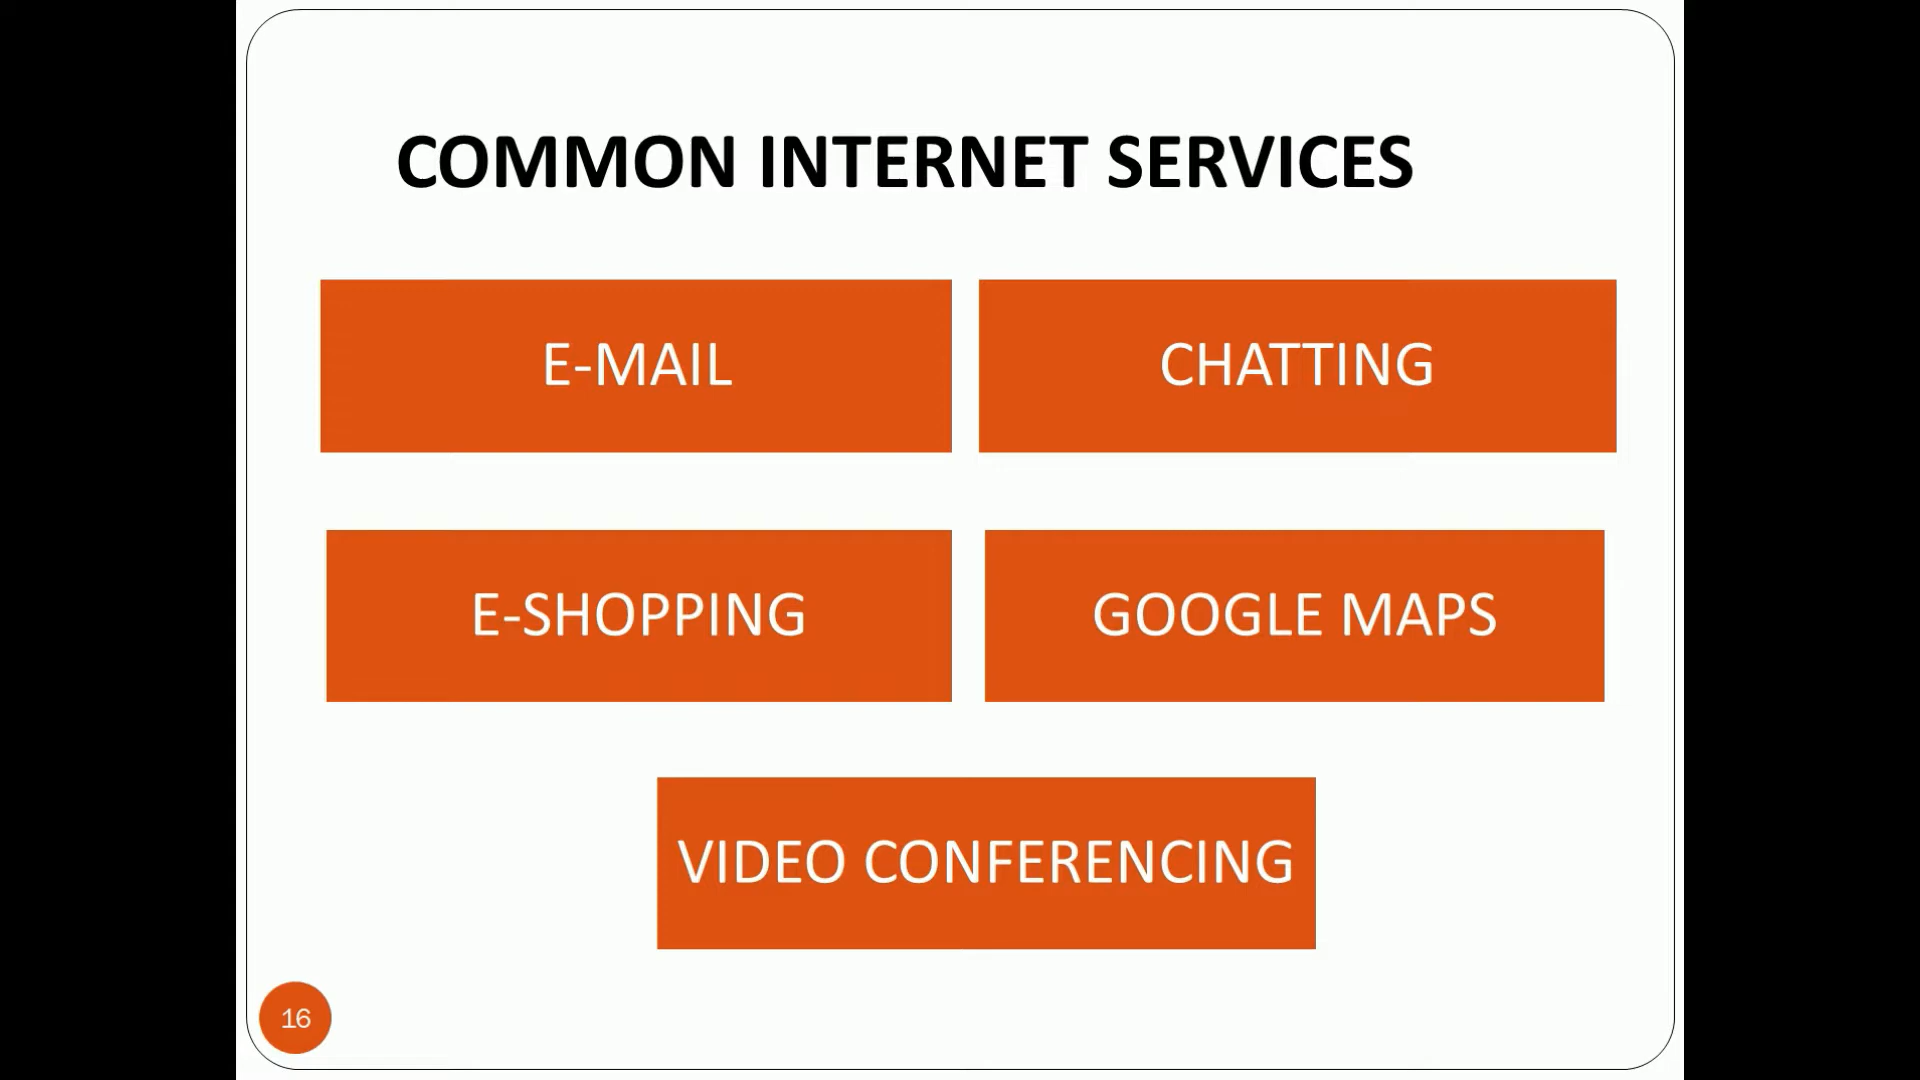 COMMON INTERNET SERVICES
E-MAIL
CHATTING
E-SHOPPING
GOOGLE MAPS
VIDEO CONFERENCING
16